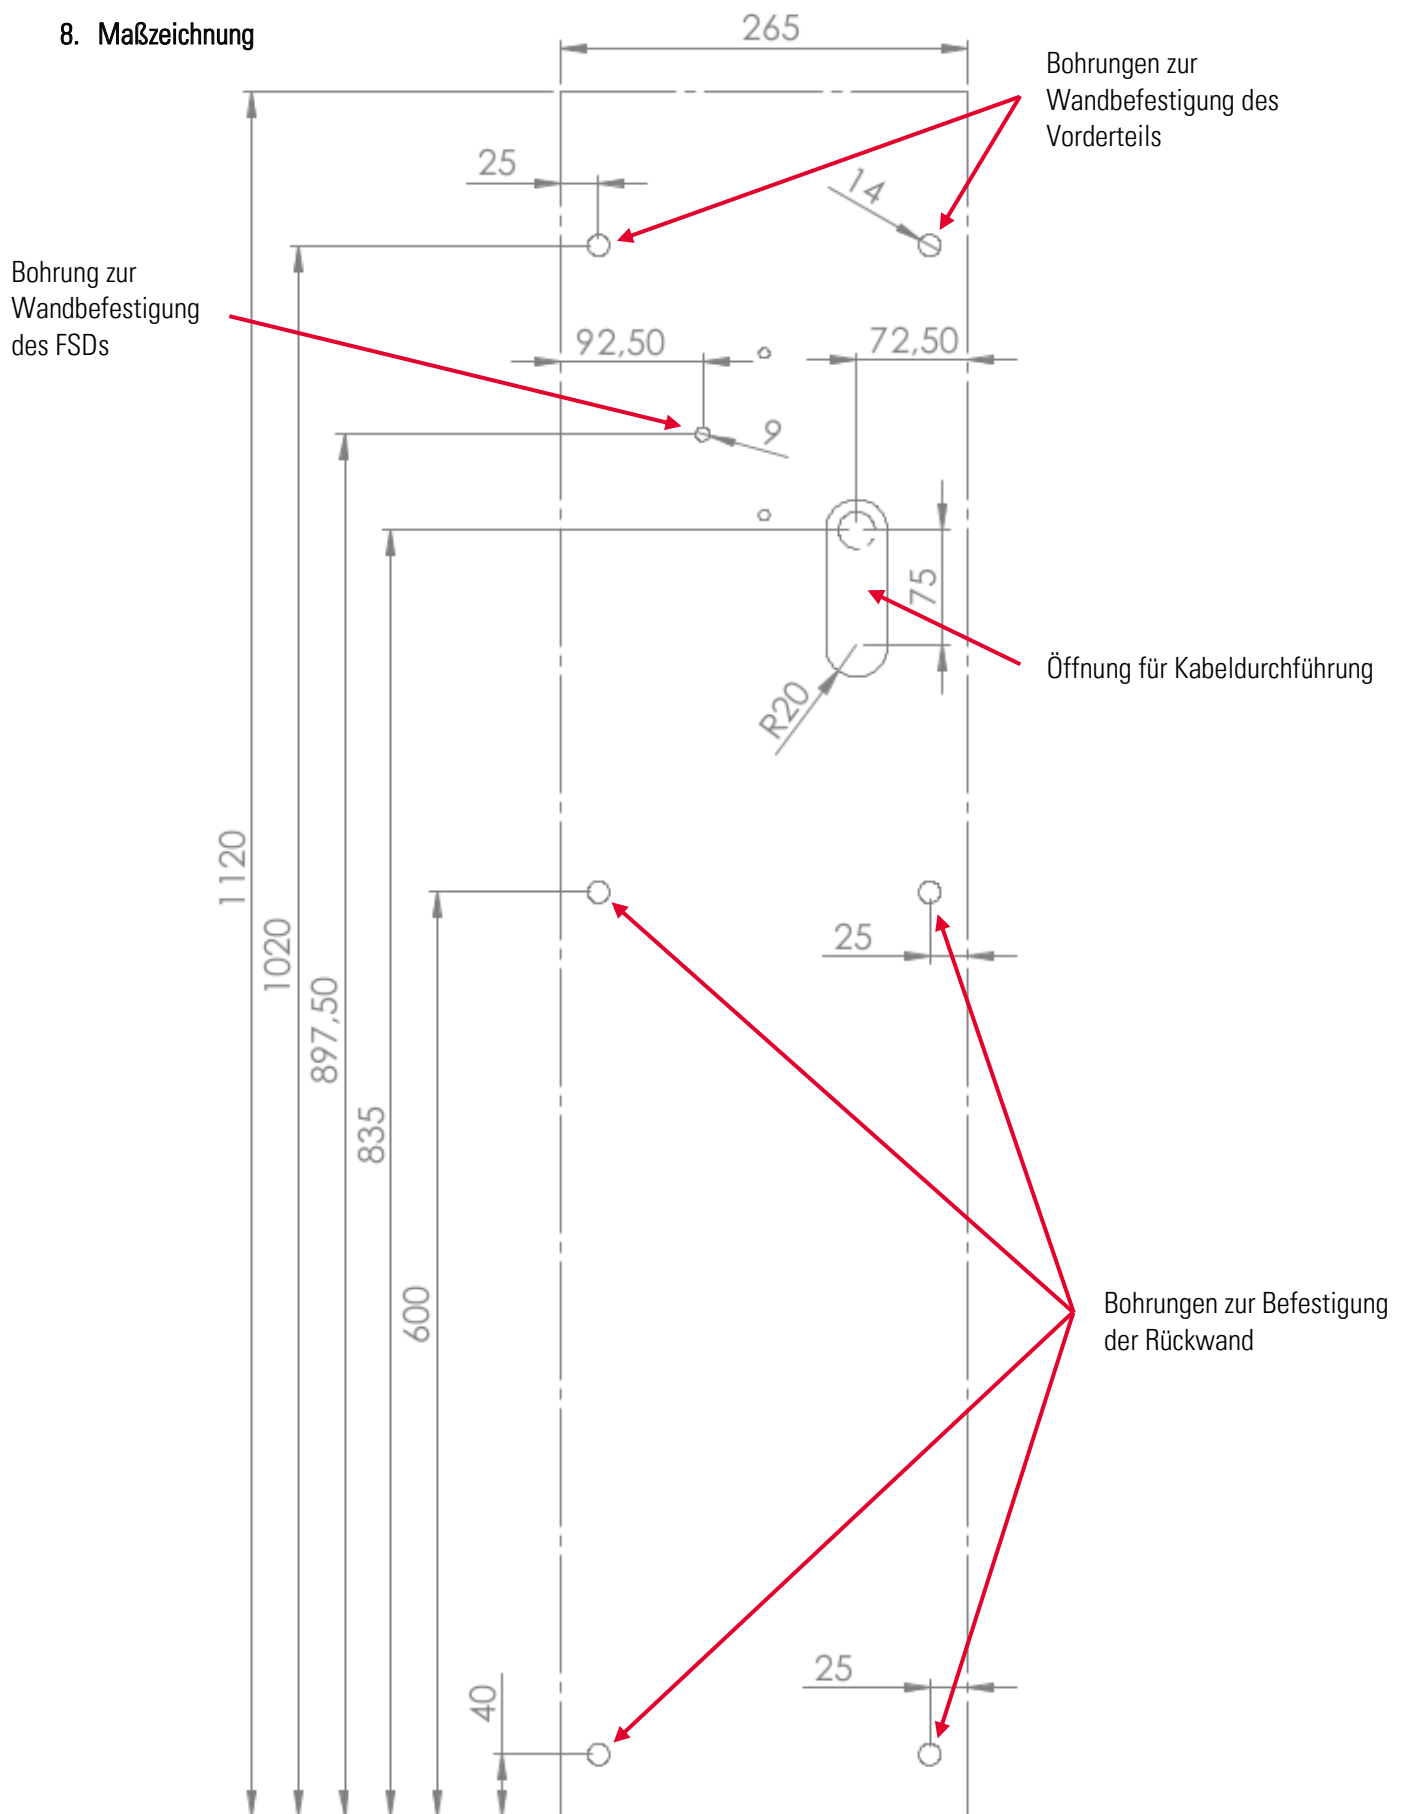 8. Maßzeichnung
265
Bohrungen zur
Wandbefestigung des
Vorderteils
25
14
Bohrung zur
Wandbefestigung
des FSDs
92,50
72,50
9
75
Öffnung für Kabeldurchführung
R20
1120
1020
897,50
835
600
25
Bohrungen zur Befestigung
der Rückwand
25
40